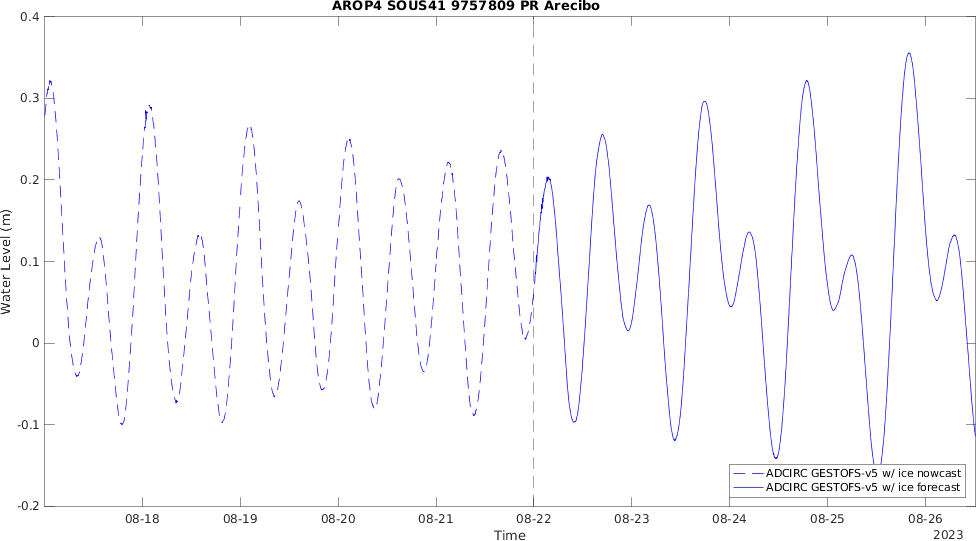 AROP4 SOUS41 9757809 PR Arecibo
0.4
0.3
0.2
0.1
0
-0.1
-0.2
Water Level (m)
08-18 08-19 08-20 08-21 08-22 08-23 08-24 08-25 08-26
Time
2023
ADCIRC GESTOFS-v5 w/ ice nowcast
ADCIRC GESTOFS-v5 w/ ice forecast